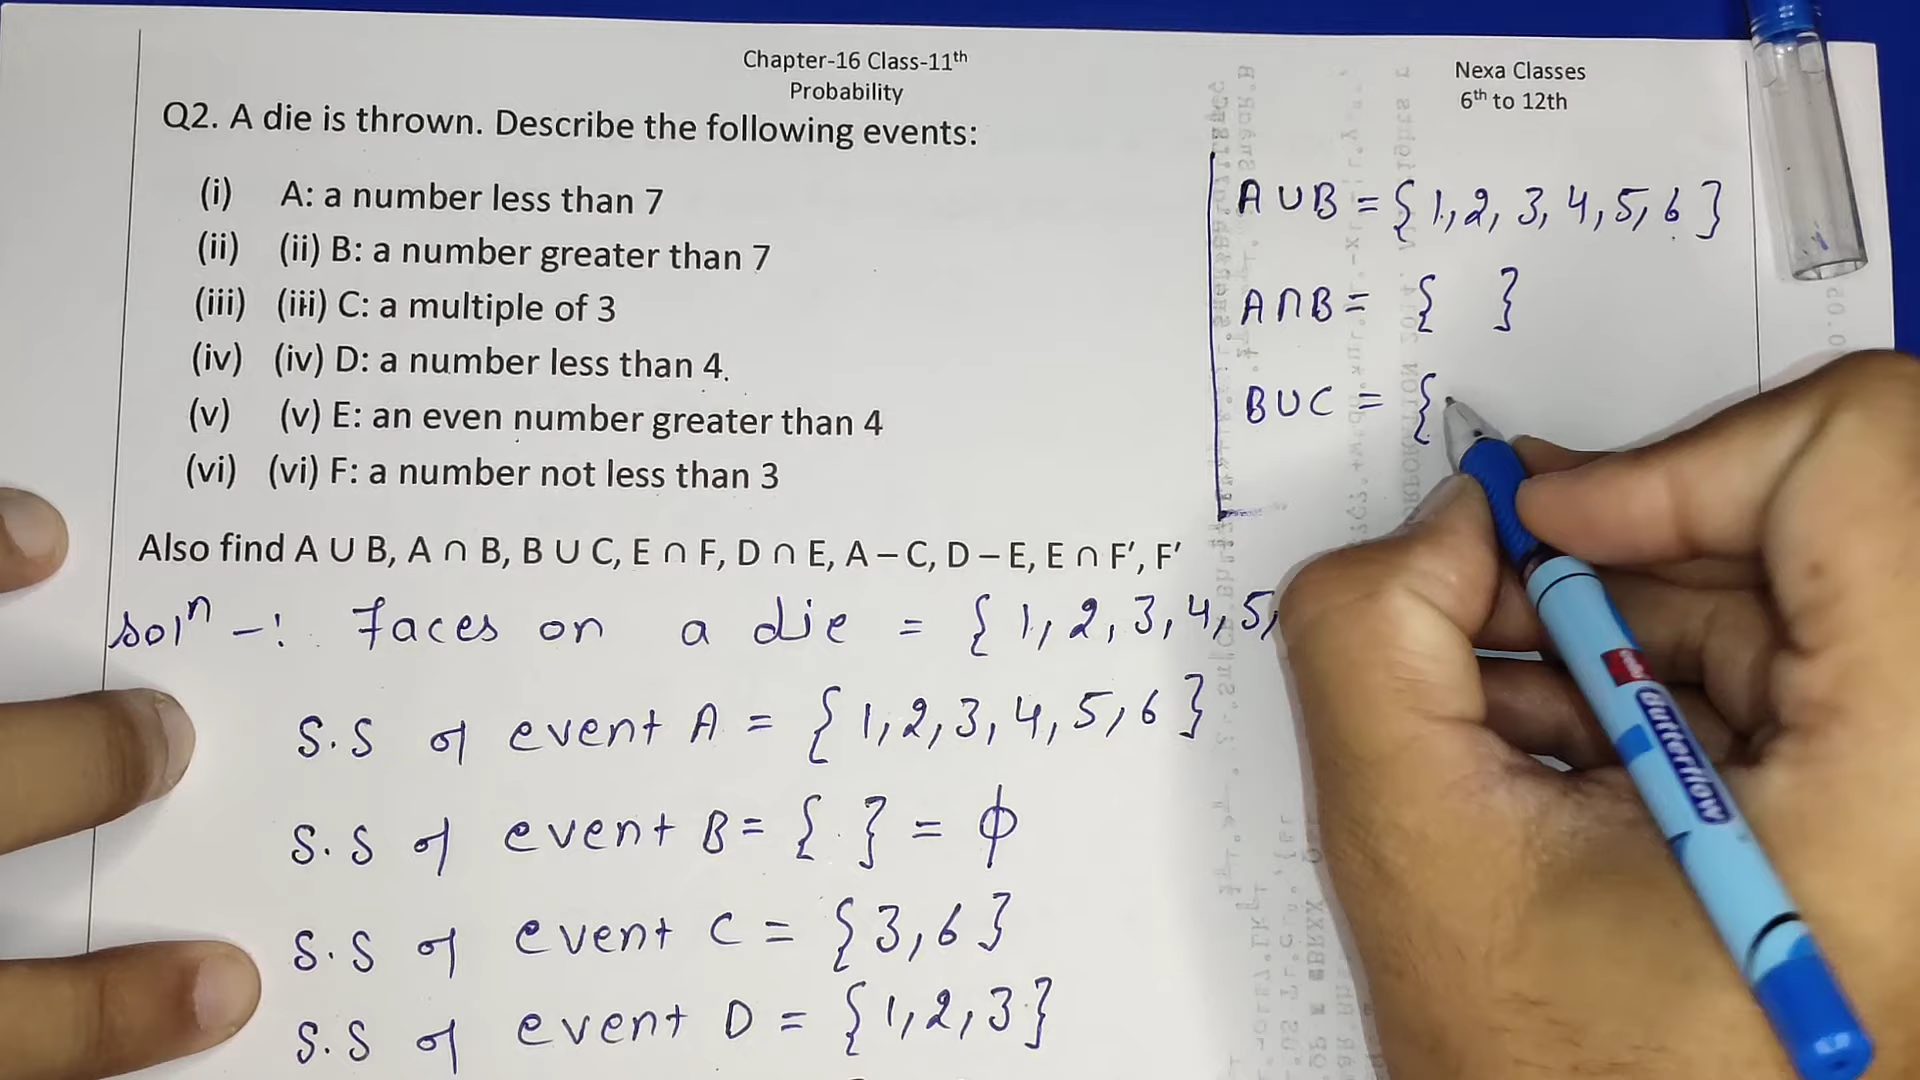 Chapter-16 Class-11th
Probability
Nexa Classes
6th to 12th
Q2. A die is thrown. Describe the following events:
(i) A: a number less than 7
(ii) (ii) B: a number greater than 7
(iii) (iii) C: a multiple of 3
(iv) (iv) D: a number less than 4.
(v) (v) E: an even number greater than 4
(vi) (vi) F: a number not less than 3
Also find A ∪ B, A ∩ B, B ∪ C, E ∩ F, D ∩ E, A – C, D – E, E ∩ F′, F′
A ∪ B = { 1, 2, 3, 4, 5, 6 }
A ∩ B = { }
B ∪ C = {
Soln -: faces on a die = { 1, 2, 3, 4, 5,
S.S of event A = { 1, 2, 3, 4, 5, 6 }
S.S of event B = { } = ϕ
S.S of event C = { 3, 6 }
S.S of event D = { 1, 2, 3 }
Cello
Butterflow